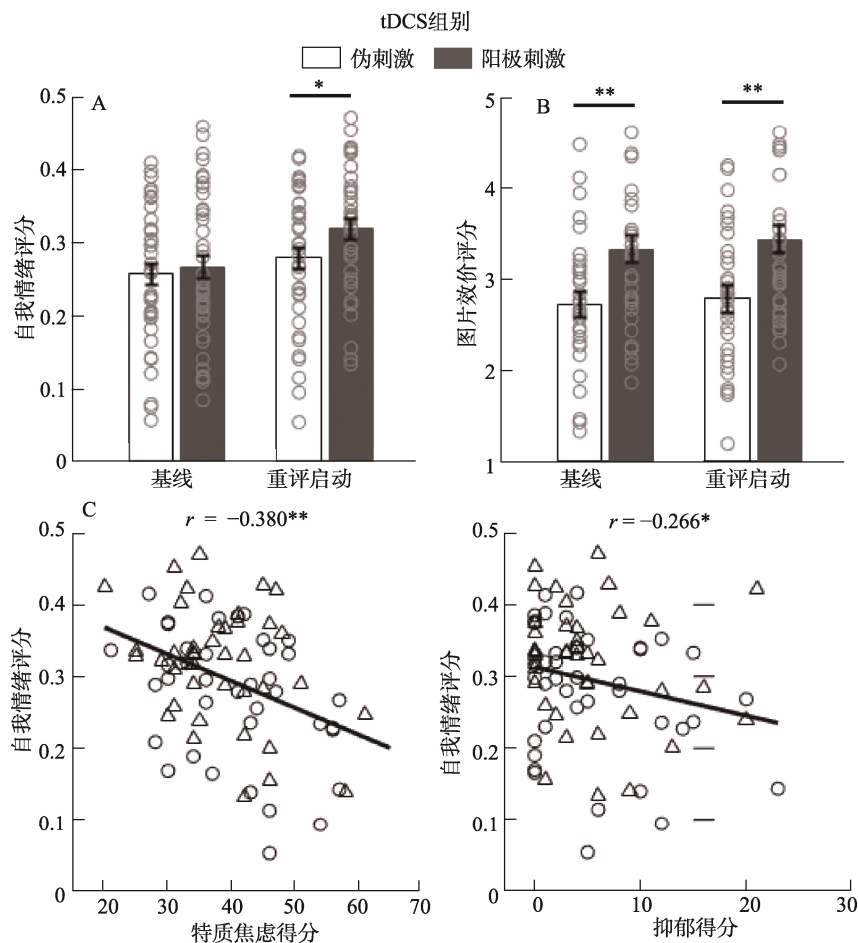 tDCS组别
伪刺激 阳极刺激
A
*
自我情绪评分
0.5
0.4
0.3
0.2
0.1
0
基线 重评启动
B
** **
图片效价评分
5
4
3
2
1
基线 重评启动
C
r = −0.380**
自我情绪评分
0.5
0.4
0.3
0.2
0.1
0
20 30 40 50 60 70
特质焦虑得分
r = −0.266*
自我情绪评分
0.5
0.4
0.3
0.2
0.1
0
0 10 20 30
抑郁得分